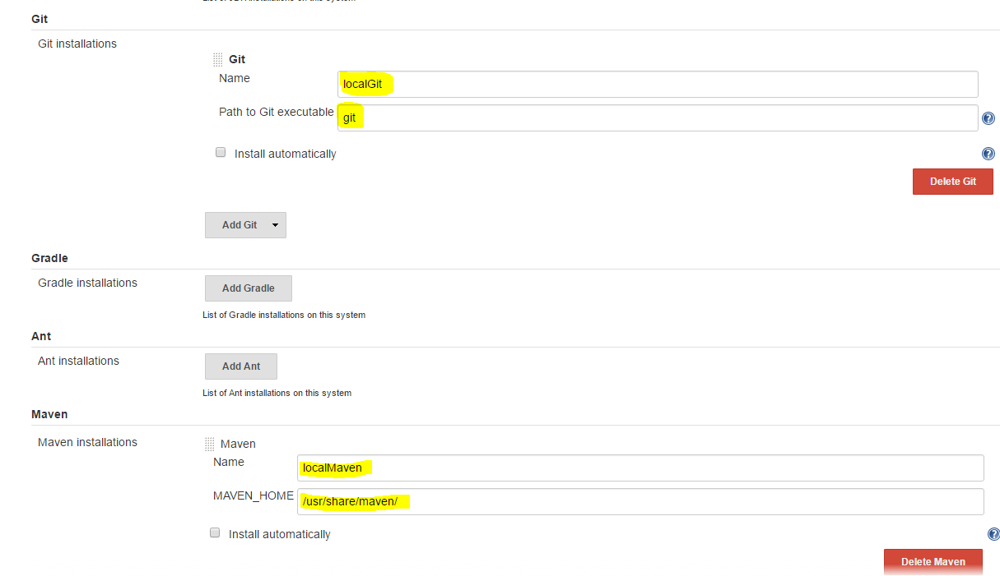 Git
Git installations
Git
Name
localGit
Path to Git executable
git
Install automatically
Delete Git
Add Git
Gradle
Gradle installations
Add Gradle
List of Gradle installations on this system
Ant
Ant installations
Add Ant
List of Ant installations on this system
Maven
Maven installations
Maven
Name
localMaven
MAVEN_HOME
/usr/share/maven/
Install automatically
Delete Maven